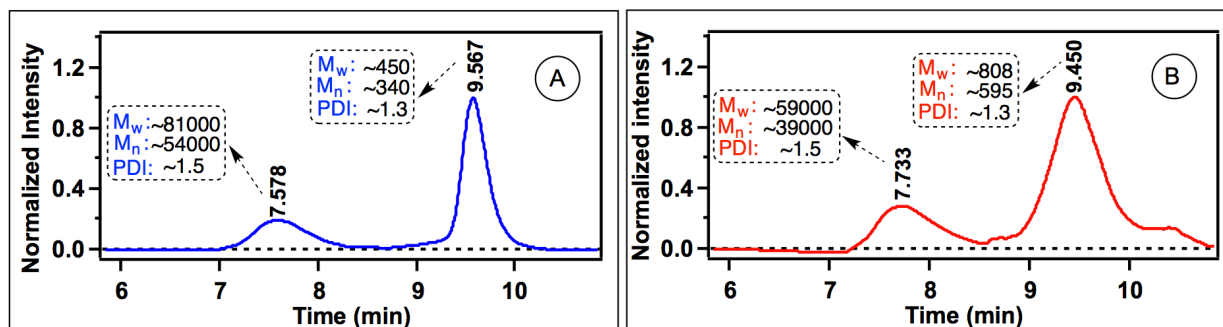 A
Normalized Intensity
1.2
0.8
0.4
0.0
Mw:~81000
Mn:~54000
PDI: ~1.5
7.578
Mw: ~450
Mn: ~340
PDI: ~1.3
9.567
6 7 8 9 10
Time (min)
B
Normalized intensity
1.2
0.8
0.4
0.0
Mw: ~59000
Mn: ~39000
PDI: ~1.5
7.733
Mw: ~808
Mn: ~595
PDI: ~1.3
9.450
6 7 8 9 10
Time (min)